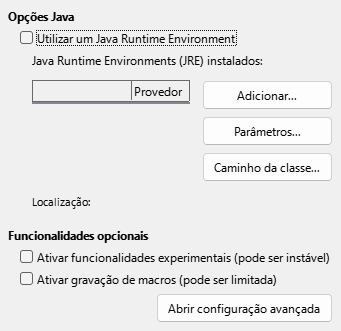 Opções Java
Utilizar um Java Runtime Environment
Java Runtime Environments (JRE) instalados:
Provedor
Adicionar...
Parâmetros...
Caminho da classe...
Localização:
Funcionalidades opcionais
Ativar funcionalidades experimentais (pode ser instável)
Ativar gravação de macros (pode ser limitada)
Abrir configuração avançada